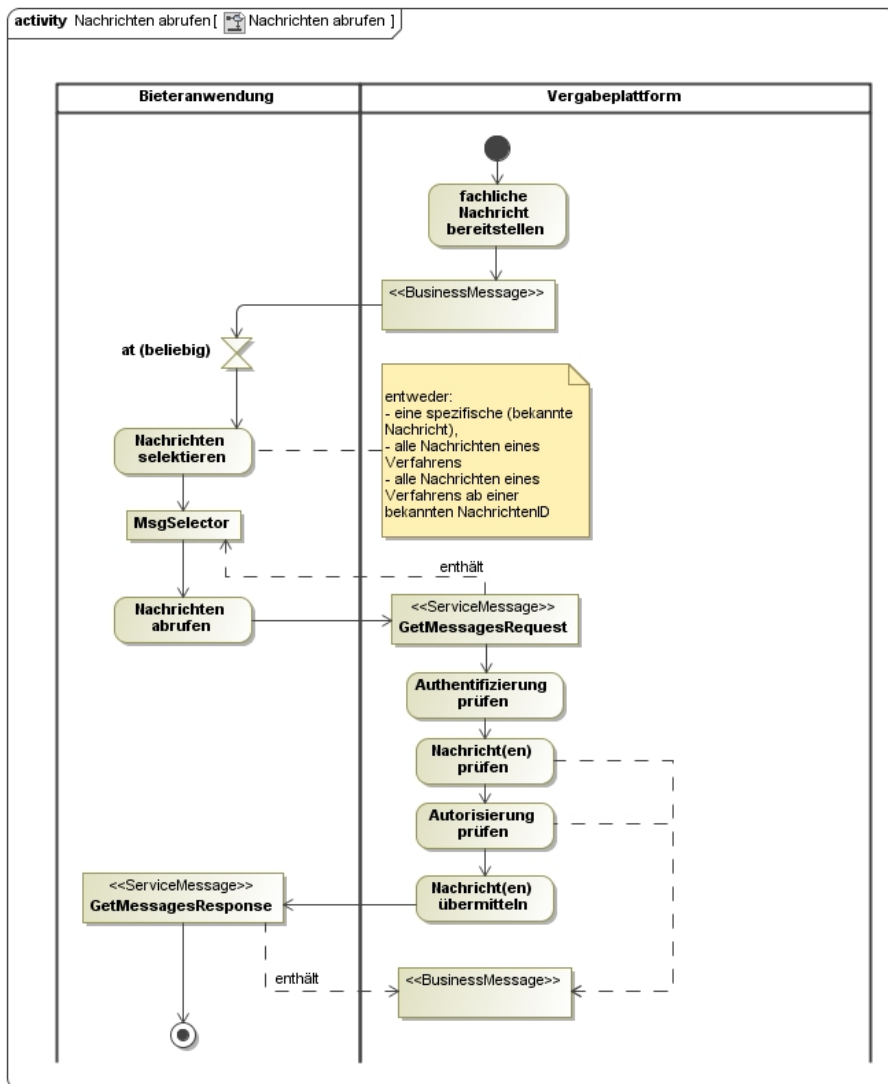 activity Nachrichten abrufen [ Nachrichten abrufen ]
Bieteranwendung
Vergabeplattform
fachliche
Nachricht
bereitstellen
<<BusinessMessage>>
at (beliebig)
entweder:
- eine spezifische (bekannte
Nachricht),
- alle Nachrichten eines
Verfahrens
- alle Nachrichten eines
Verfahrens ab einer
bekannten NachrichtenID
Nachrichten
selektieren
MsgSelector
enthält
Nachrichten
abrufen
<<ServiceMessage>>
GetMessagesRequest
Authentifizierung
prüfen
Nachricht(en)
prüfen
Autorisierung
prüfen
Nachricht(en)
übermitteln
<<ServiceMessage>>
GetMessagesResponse
enthält
<<BusinessMessage>>